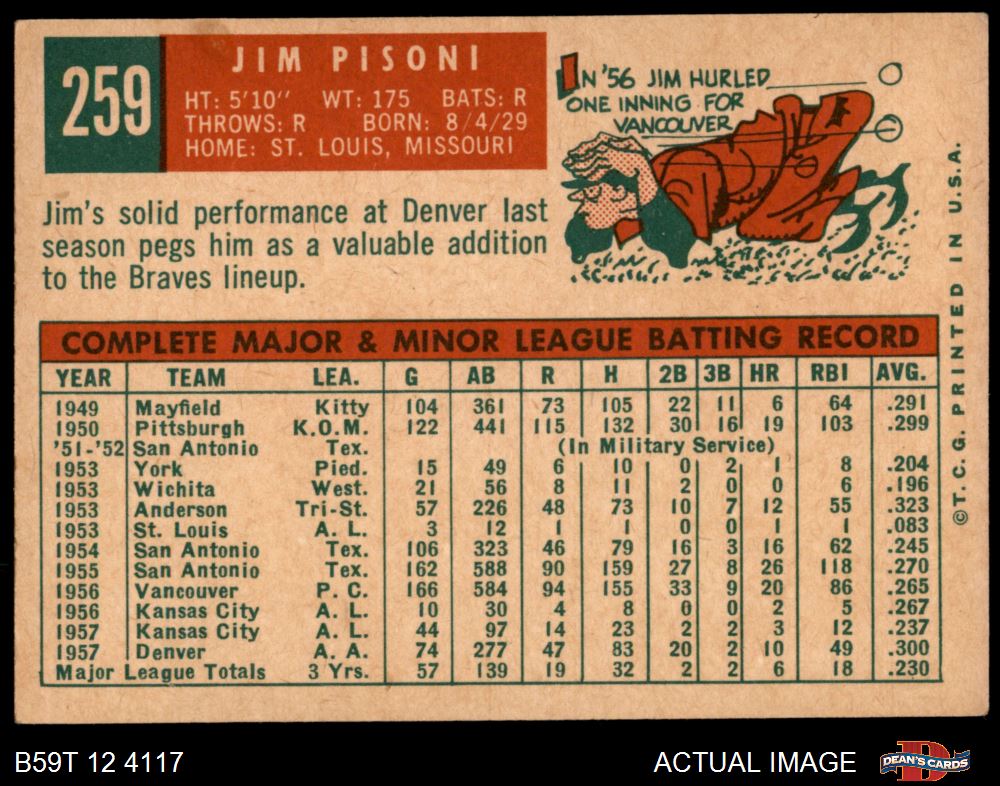 259
JIM PISONI
HT: 5'10" WT: 175 BATS: R
THROWS: R BORN: 8/4/29
HOME: ST. LOUIS, MISSOURI
IN '56 JIM HURLED
ONE INNING FOR
VANCOUVER
Jim's solid performance at Denver last
season pegs him as a valuable addition
to the Braves lineup.
COMPLETE MAJOR & MINOR LEAGUE BATTING RECORD
YEAR TEAM LEA. G AB R H 2B 3B HR RBI AVG.
1949 Mayfield Kitty 104 361 73 105 22 11 6 64 .291
1950 Pittsburgh K.O.M. 122 441 115 132 30 16 19 103 .299
'51-'52 San Antonio Tex. (In Military Service)
1953 York Pied. 15 49 6 10 0 2 1 8 .204
1953 Wichita West. 21 56 8 11 2 0 0 6 .196
1953 Anderson Tri-St. 57 226 48 73 10 7 12 55 .323
1953 St. Louis A. L. 3 12 1 1 0 0 1 1 .083
1954 San Antonio Tex. 106 323 46 79 16 3 16 62 .245
1955 San Antonio Tex. 162 588 90 159 27 8 26 118 .270
1956 Vancouver P. C. 166 584 94 155 33 9 20 86 .265
1956 Kansas City A. L. 10 30 4 8 0 0 2 5 .267
1957 Kansas City A. L. 44 97 14 23 2 2 3 12 .237
1957 Denver A. A. 74 277 47 83 20 2 10 49 .300
Major League Totals 3 Yrs. 57 139 19 32 2 2 6 18 .230
©T. C. G. PRINTED IN U.S.A.
B59T 12 4117
ACTUAL IMAGE
D
DEAN'S CARDS